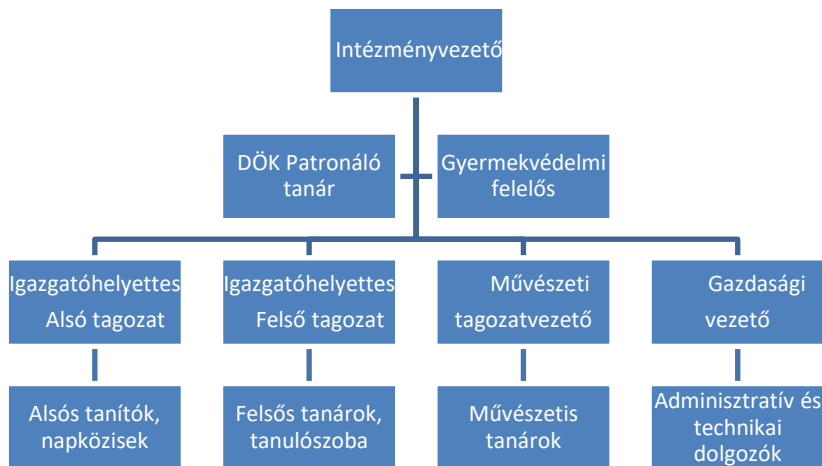 Intézményvezető
DÖK Patronáló
tanár
Gyermekvédelmi
felelős
Igazgatóhelyettes
Alsó tagozat
Igazgatóhelyettes
Felső tagozat
Művészeti
tagozatvezető
Gazdasági
vezető
Alsós tanítók,
napközisek
Felsős tanárok,
tanulószoba
Művészetis
tanárok
Adminisztratív és
technikai
dolgozók